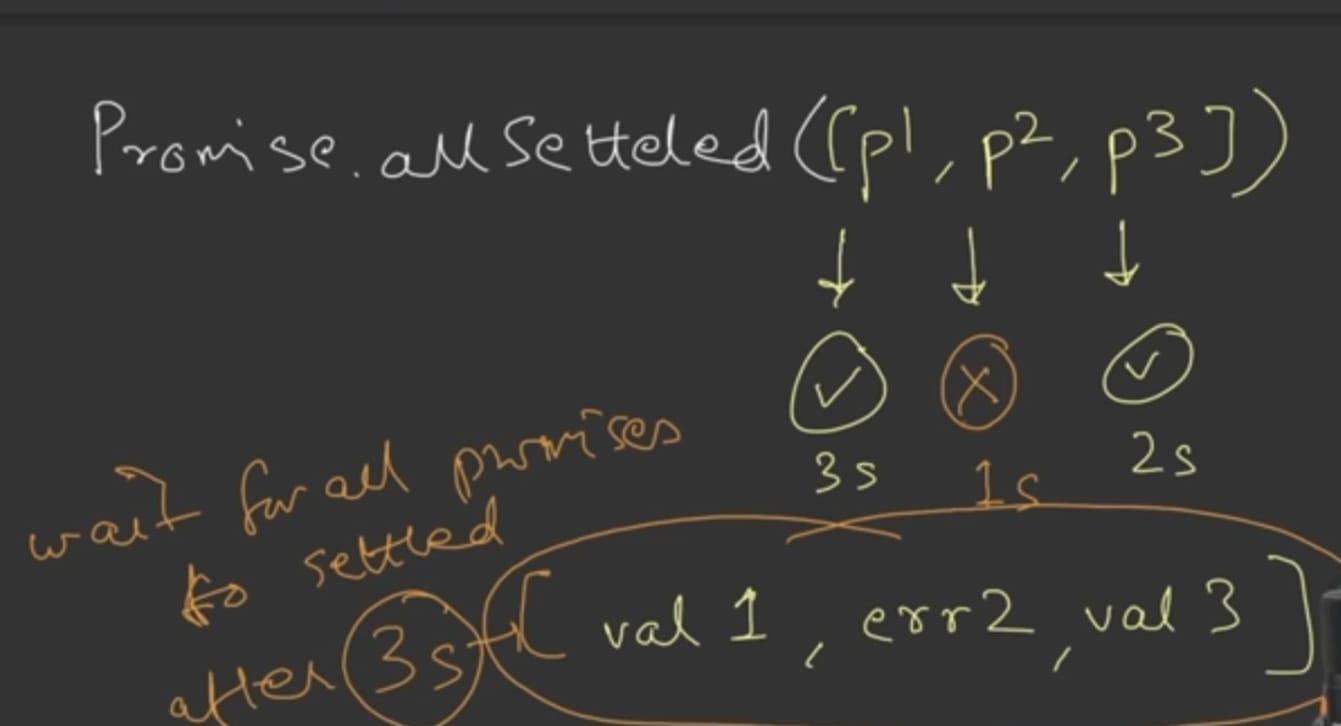 Promise.allSetteled([p1, p2, p3])
3s 1s 2s
wait for all promises
to settled
after 3s → [val 1, err2, val 3]